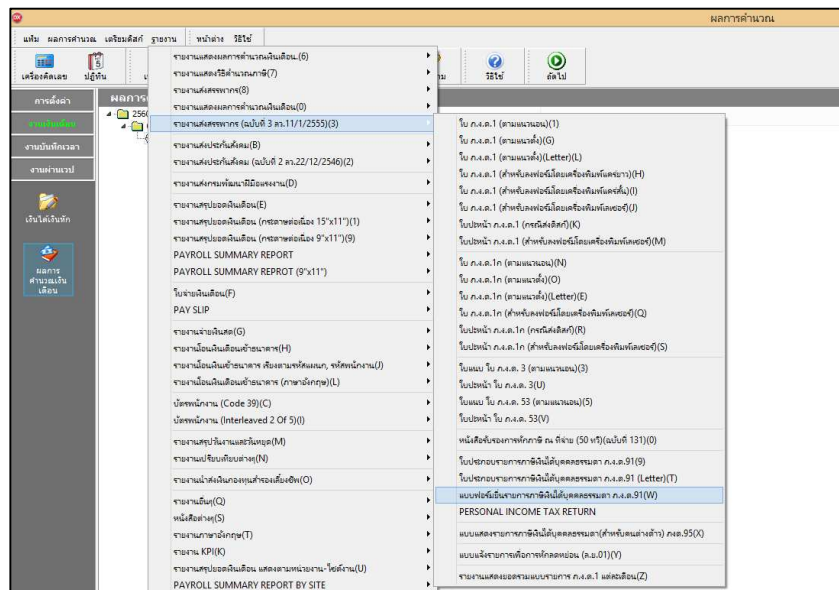 ผลการคำนวณ
แฟ้ม ผลการคำนวณ เตรียมดิสก์ รายงาน หน้าต่าง วิธีใช้
เครื่องคิดเลข ปฏิทิน วิธีใช้ ถัดไป
การตั้งค่า
งานเงินเดือน
งานบันทึกเวลา
งานผ่านเวป
เงินได้เงินหัก
ผลการ
คำนวณเงิน
เดือน
ผลการ
256
รายงานแสดงผลการคำนวณเงินเดือน.(6)
รายงานแสดงวิธีคำนวณภาษี(7)
รายงานส่งสรรพากร(8)
รายงานแสดงผลการคำนวณเงินเดือน(0)
รายงานส่งสรรพากร (ฉบับที่ 3 ลว.11/1/2555)(3)
รายงานส่งประกันสังคม(B)
รายงานส่งประกันสังคม (ฉบับที่ 2 ลว.22/12/2546)(2)
รายงานส่งกรมพัฒนาฝีมือแรงงาน(D)
รายงานสรุปยอดเงินเดือน(E)
รายงานสรุปยอดเงินเดือน (กระดาษต่อเนื่อง 15"x11")(1)
รายงานสรุปยอดเงินเดือน (กระดาษต่อเนื่อง 9"x11")(9)
PAYROLL SUMMARY REPORT
PAYROLL SUMMARY REPROT (9"x11")
ใบจ่ายเงินเดือน(F)
PAY SLIP
รายงานจ่ายเงินสด(G)
รายงานโอนเงินเดือนเข้าธนาคาร(H)
รายงานโอนเงินเข้าธนาคาร เรียงตามรหัสแผนก, รหัสพนักงาน(J)
รายงานโอนเงินเดือนเข้าธนาคาร (ภาษาอังกฤษ)(L)
บัตรพนักงาน (Code 39)(C)
บัตรพนักงาน (Interleaved 2 Of 5)(I)
รายงานสรุปวันงานและวันหยุด(M)
รายงานเปรียบเทียบต่างๆ(N)
รายงานนำส่งเงินกองทุนสำรองเลี้ยงชีพ(O)
รายงานอื่นๆ(Q)
หนังสือต่างๆ(S)
รายงานภาษาอังกฤษ(T)
รายงาน KPI(K)
รายงานสรุปยอดเงินเดือน แสดงตามหน่วยงาน-ไซด์งาน(U)
PAYROLL SUMMARY REPORT BY SITE
ใบ ภ.ง.ด.1 (ตามแนวนอน)(1)
ใบ ภ.ง.ด.1 (ตามแนวตั้ง)(G)
ใบ ภ.ง.ด.1 (ตามแนวตั้ง)(Letter)(L)
ใบ ภ.ง.ด.1 (สำหรับลงฟอร์มโดยเครื่องพิมพ์แคร่ยาว)(H)
ใบ ภ.ง.ด.1 (สำหรับลงฟอร์มโดยเครื่องพิมพ์แคร่สั้น)(I)
ใบ ภ.ง.ด.1 (สำหรับลงฟอร์มโดยเครื่องพิมพ์เลเซอร์)(J)
ใบปะหน้า ภ.ง.ด.1 (กรณีส่งดิสก์)(K)
ใบปะหน้า ภ.ง.ด.1 (สำหรับลงฟอร์มโดยเครื่องพิมพ์เลเซอร์)(M)
ใบ ภ.ง.ด.1ก (ตามแนวนอน)(N)
ใบ ภ.ง.ด.1ก (ตามแนวตั้ง)(O)
ใบ ภ.ง.ด.1ก (ตามแนวตั้ง)(Letter)(E)
ใบ ภ.ง.ด.1ก (สำหรับลงฟอร์มโดยเครื่องพิมพ์เลเซอร์)(Q)
ใบปะหน้า ภ.ง.ด.1ก (กรณีส่งดิสก์)(R)
ใบปะหน้า ภ.ง.ด.1ก (สำหรับลงฟอร์มโดยเครื่องพิมพ์เลเซอร์)(S)
ใบแนบ ใบ ภ.ง.ด. 3 (ตามแนวนอน)(3)
ใบปะหน้า ใบ ภ.ง.ด. 3(U)
ใบแนบ ใบ ภ.ง.ด. 53 (ตามแนวนอน)(5)
ใบปะหน้า ใบ ภ.ง.ด. 53(V)
หนังสือรับรองการหักภาษี ณ ที่จ่าย (50 ทวิ)(ฉบับที่ 131)(0)
ใบประกอบรายการภาษีเงินได้บุคคลธรรมดา ภ.ง.ด.91(9)
ใบประกอบรายการภาษีเงินได้บุคคลธรรมดา ภ.ง.ด.91 (Letter)(T)
แบบฟอร์มยื่นรายการภาษีเงินได้บุคคลธรรมดา ภ.ง.ด.91(W)
PERSONAL INCOME TAX RETURN
แบบแสดงรายการภาษีเงินได้บุคคลธรรมดา(สำหรับคนต่างด้าว) ภงด.95(X)
แบบแจ้งรายการเพื่อการหักลดหย่อน (ล.ย.01)(Y)
รายงานแสดงยอดรวมแบบรายการ ภ.ง.ด.1 แต่ละเดือน(Z)